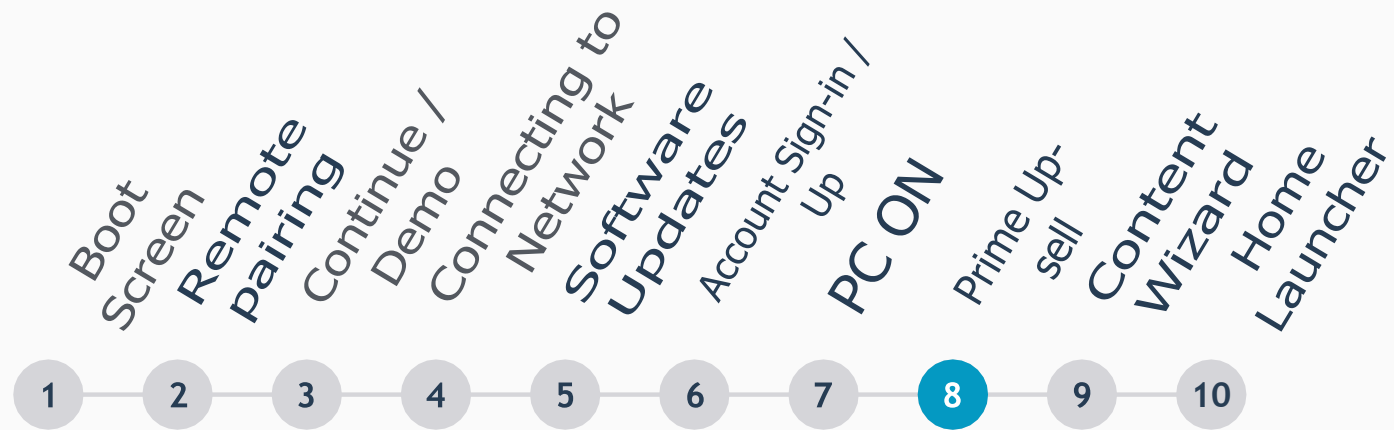 Boot
Screen
Remote
pairing
Continue /
Demo
Connecting to
Network
Software
Updates
Account Sign-in /
Up
PC ON
Prime Up-
sell
Content
Wizard
Home
Launcher
1
2
3
4
5
6
7
8
9
10